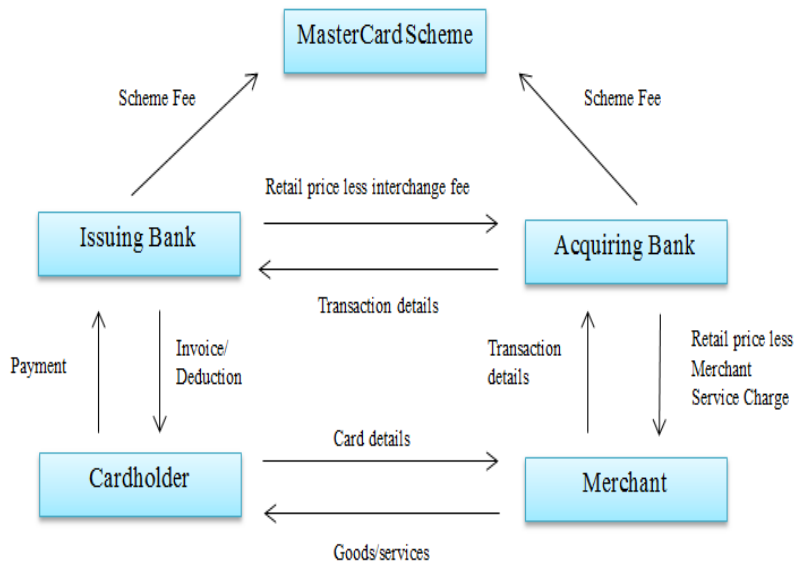 MasterCard Scheme
Scheme Fee
Scheme Fee
Retail price less interchange fee
Issuing Bank
Acquiring Bank
Transaction details
Payment
Invoice/
Deduction
Transaction
details
Retail price less
Merchant
Service Charge
Card details
Cardholder
Merchant
Goods/services